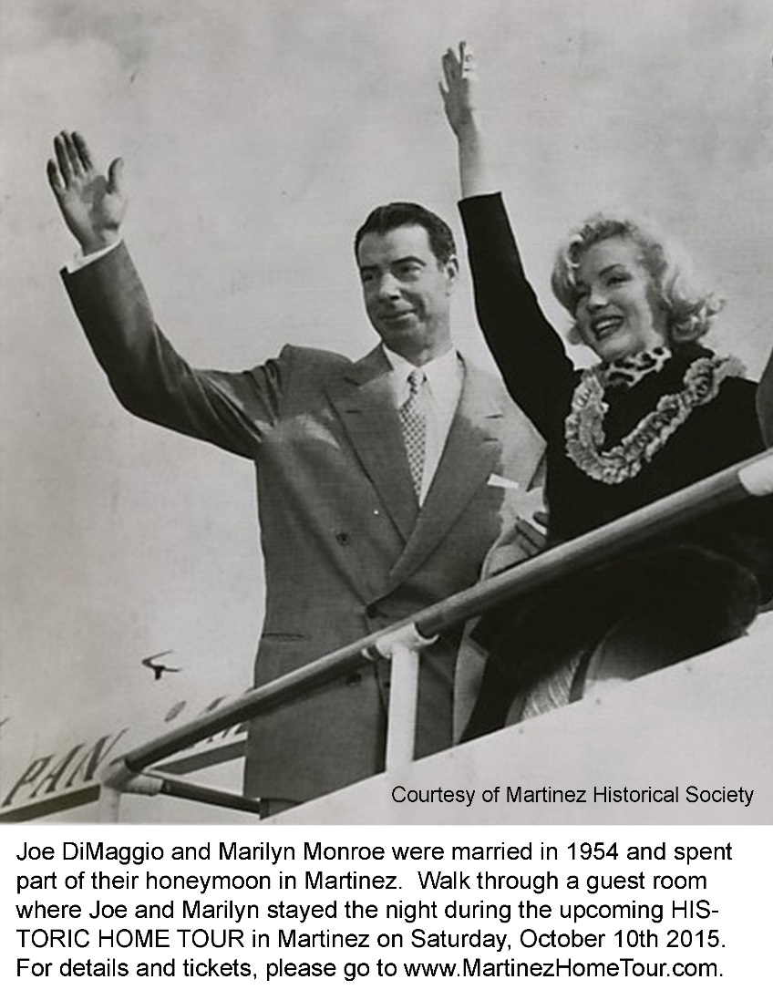 PAN
Courtesy of Martinez Historical Society
Joe DiMaggio and Marilyn Monroe were married in 1954 and spent
part of their honeymoon in Martinez.  Walk through a guest room
where Joe and Marilyn stayed the night during the upcoming HIS-
TORIC HOME TOUR in Martinez on Saturday, October 10th 2015.
For details and tickets, please go to www.MartinezHomeTour.com.